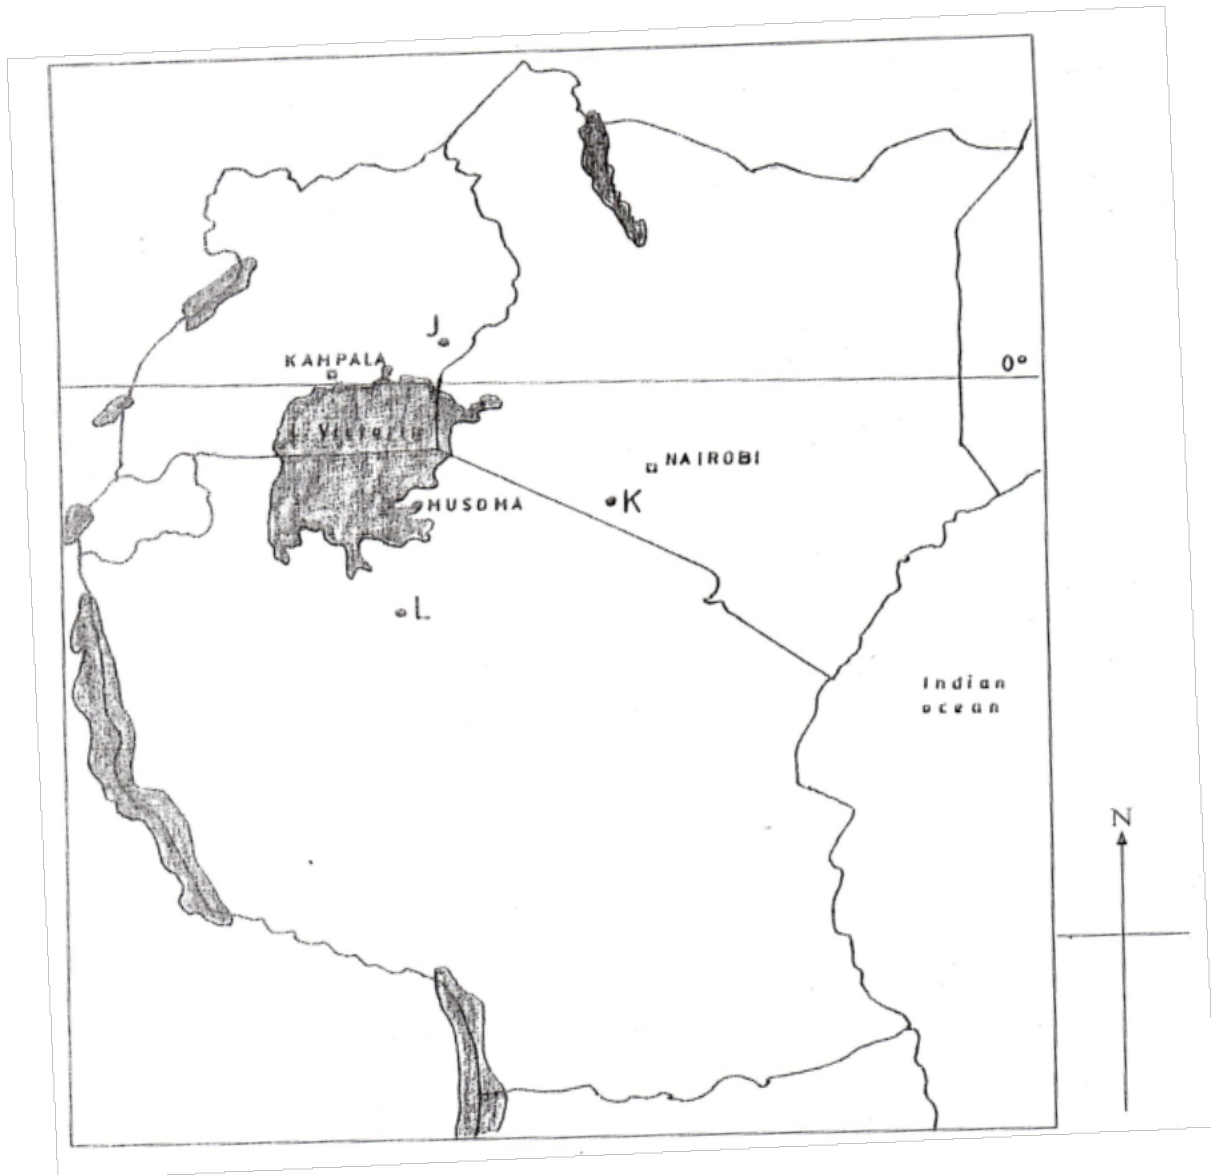 J
KAMPALA
0°
L. Victoria
NAIROBI
K
MUSOMA
L
Indian
ocean
N